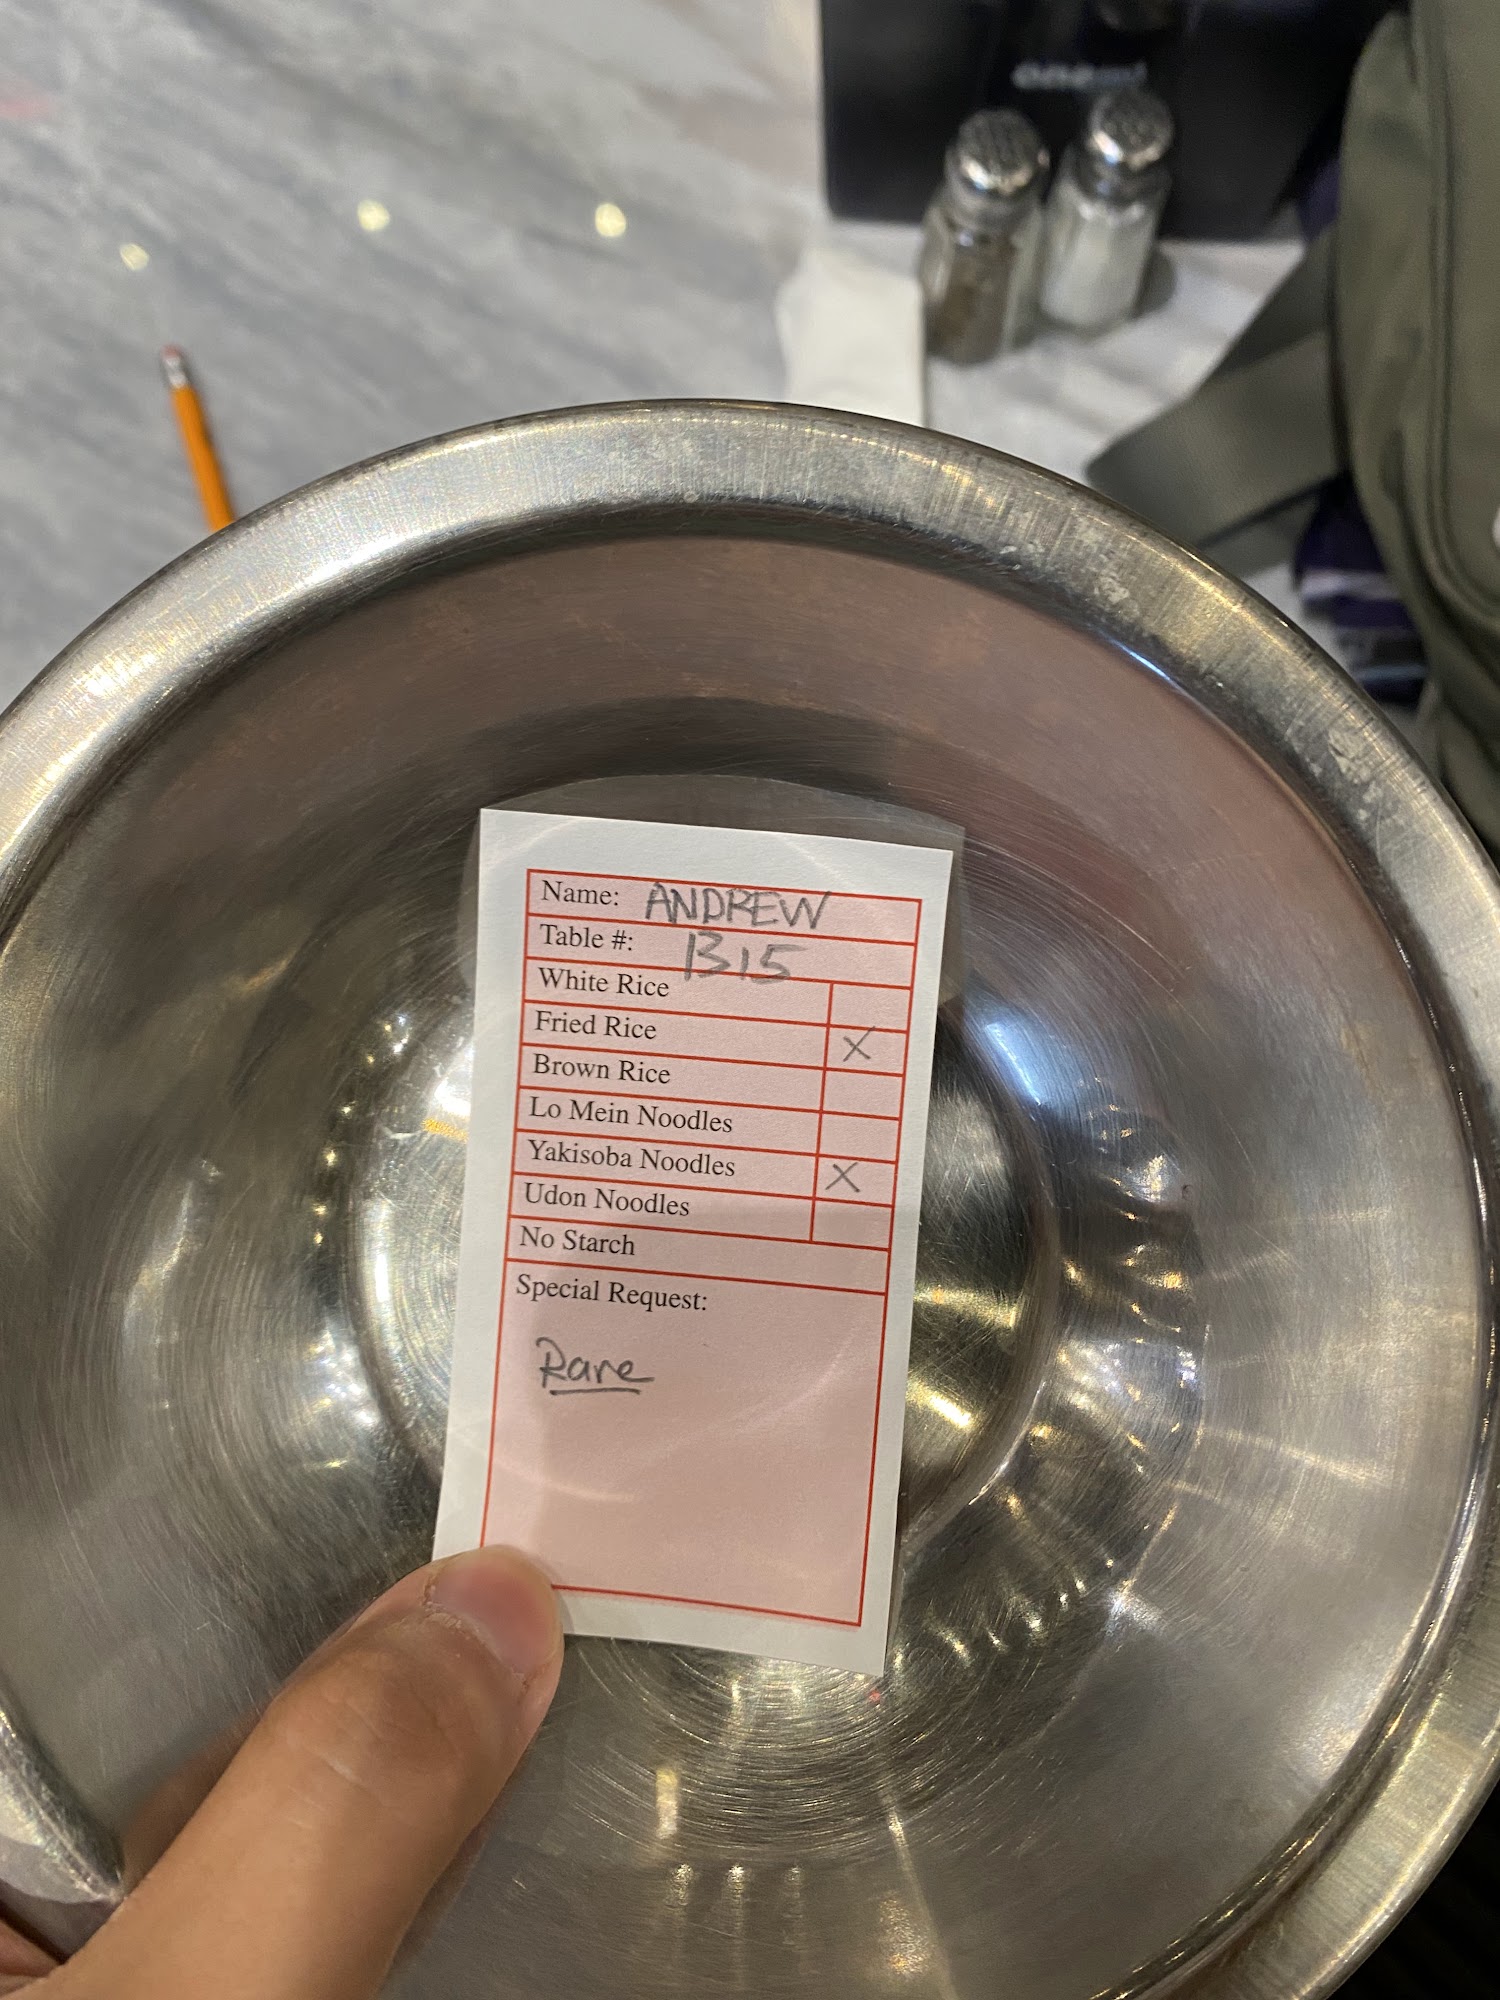 Name: ANDREW
Table #: B15
White Rice
Fried Rice X
Brown Rice
Lo Mein Noodles
Yakisoba Noodles X
Udon Noodles
No Starch
Special Request:
Rare